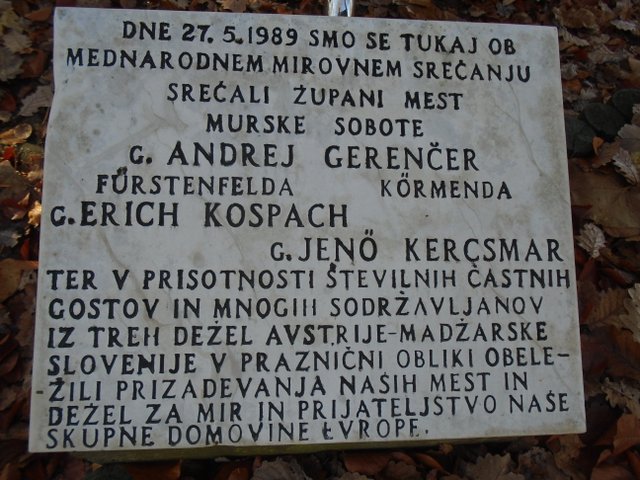 DNE 27. 5. 1989 SMO SE TUKAJ OB
MEDNARODNEM MIROVNEM SREČANJU
SREČALI ŽUPANI MEST
MURSKE SOBOTE
G. ANDREJ GERENČER
FŰRSTENFELDA KÖRMENDA
G. ERICH KOSPACH
G. JENŐ KERCSMAR
TER V PRISOTNOSTI ŠTEVILNIH ČASTNIH
GOSTOV IN MNOGIH SODRŽAVLJANOV
IZ TREH DEŽEL AVSTRIJE-MADŽARSKE
SLOVENIJE V PRAZNIČNI OBLIKI OBELE-
-ŽILI PRIZADEVANJA NAŠIH MEST IN
DEŽEL ZA MIR IN PRIJATELJSTVO NAŠE
SKUPNE DOMOVINE EVROPE.